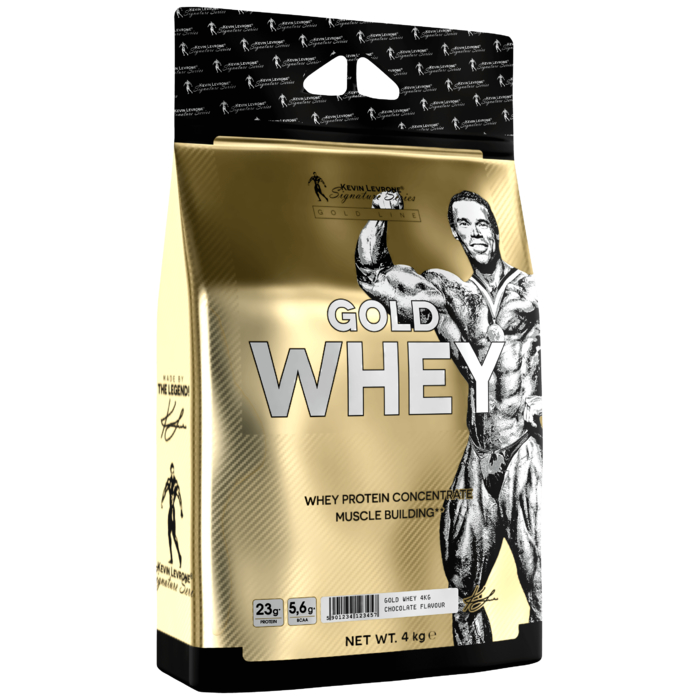 KEVIN LEVRONE®
Signature Series
GOLD LINE
GOLD
WHEY
MADE BY
THE LEGEND!
WHEY PROTEIN CONCENTRATE
MUSCLE BUILDING**
KEVIN LEVRONE®
Signature Series
23g*
PROTEIN
5,6g*
BCAA
5901234123457
GOLD WHEY 4KG
CHOCOLATE FLAVOUR
NET WT. 4 kg ℮